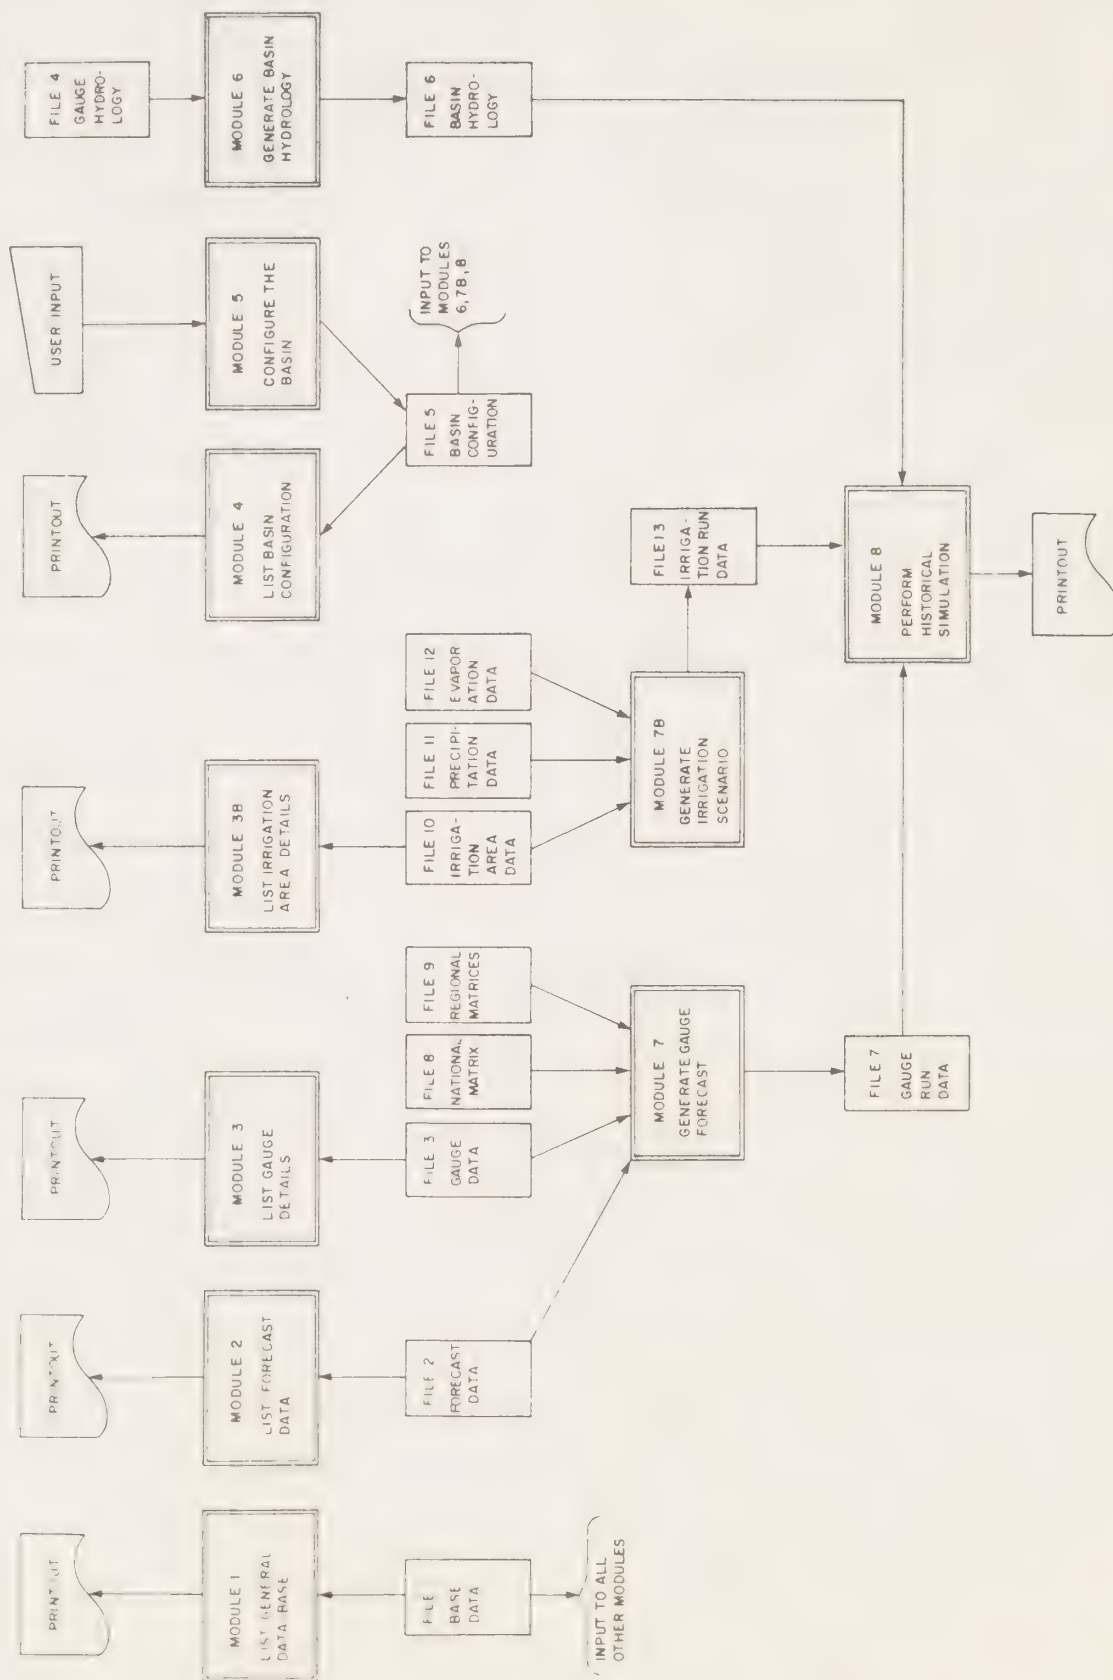 PRINTOUT
MODULE 1
LIST GENERAL
DATA BASE
FILE
BASE
DATA
INPUT TO ALL
OTHER MODULES
PRINTOUT
MODULE 2
LIST FORECAST
DATA
FILE 2
FORECAST
DATA
PRINTOUT
MODULE 3
LIST GAUGE
DETAILS
FILE 3
GAUGE
DATA
FILE 8
NATIONAL
MATRIX
FILE 9
REGIONAL
MATRICES
MODULE 7
GENERATE GAUGE
FORECAST
FILE 7
GAUGE
RUN
DATA
PRINTOUT
MODULE 3B
LIST IRRIGATION
AREA DETAILS
FILE 10
IRRIGA-
TION
AREA
DATA
FILE 11
PRECIPI-
TATION
DATA
FILE 12
EVAPOR
ATION
DATA
MODULE 7B
GENERATE
IRRIGATION
SCENARIO
FILE 13
IRRIGA-
TION RUN
DATA
PRINTOUT
MODULE 4
LIST BASIN
CONFIGURATION
USER INPUT
MODULE 5
CONFIGURE THE
BASIN
FILE 5
BASIN
CONFIG-
URATION
INPUT TO
MODULES
6, 7B, 8
FILE 4
GAUGE
HYDRO-
LOGY
MODULE 6
GENERATE BASIN
HYDROLOGY
FILE 6
BASIN
HYDRO-
LOGY
MODULE 8
PERFORM
HISTORICAL
SIMULATION
PRINTOUT